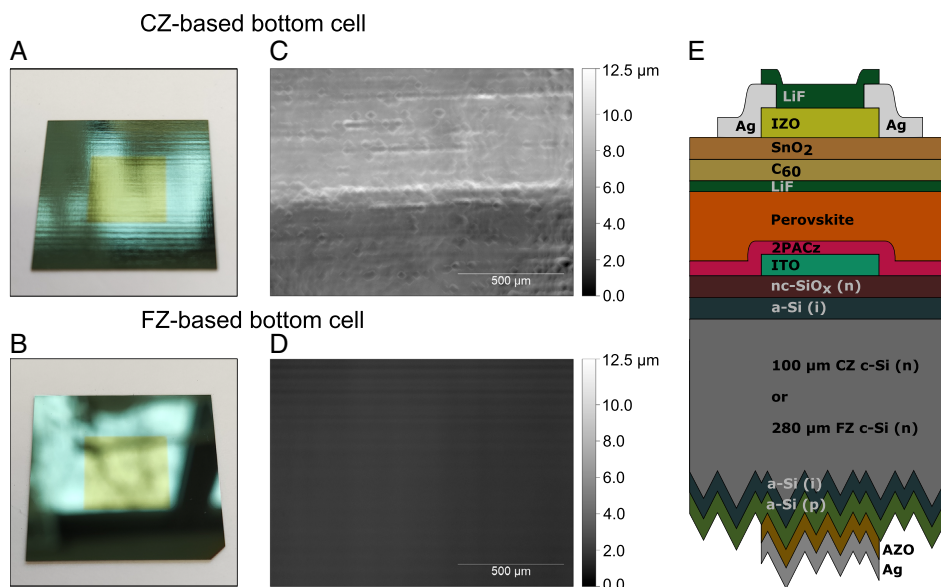 CZ-based bottom cell
A
C
12.5 µm
10.0
8.0
6.0
4.0
2.0
0.0
500 µm
FZ-based bottom cell
B
D
12.5 µm
10.0
8.0
6.0
4.0
2.0
0.0
500 µm
E
LiF
Ag
IZO
Ag
SnO2
C60
LiF
Perovskite
2PACz
ITO
nc-SiOx (n)
a-Si (i)
100 µm CZ c-Si (n)
or
280 µm FZ c-Si (n)
a-Si (i)
a-Si (p)
AZO
Ag